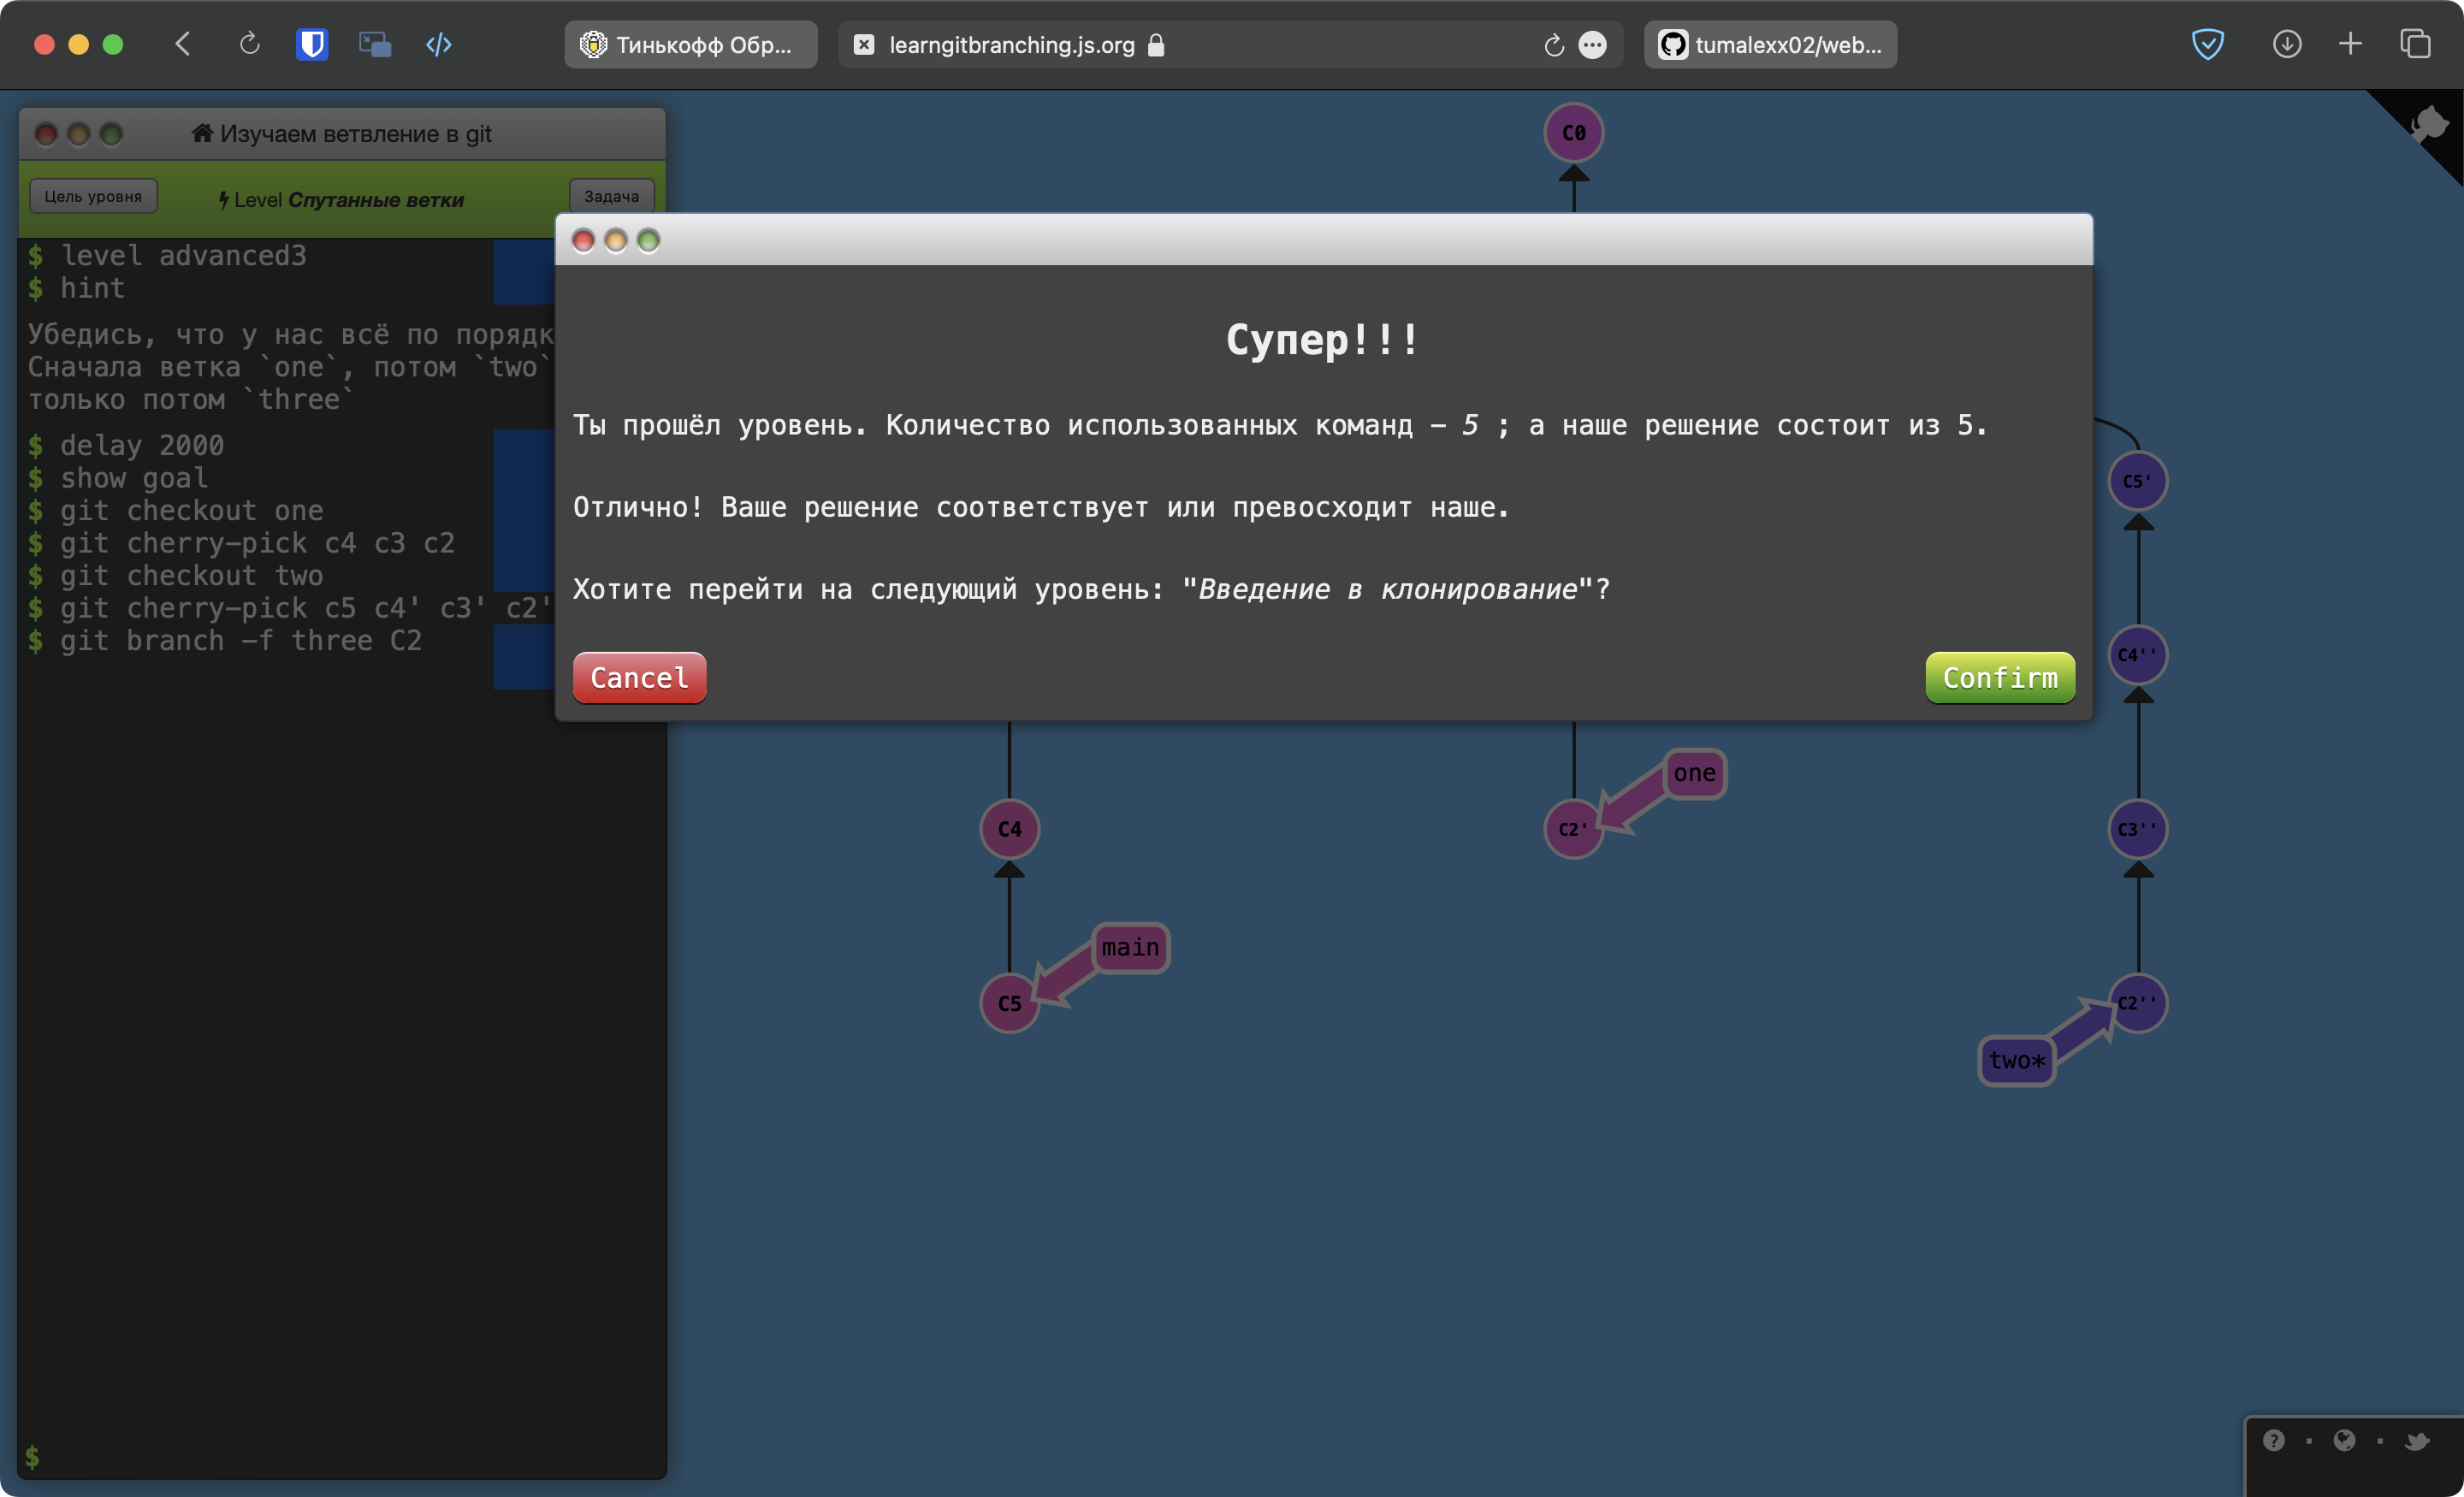 Тинькофф Обр...
learngitbranching.js.org
tumalexx02/web...
Изучаем ветвление в git
Цель уровня
Level Спутанные ветки
Задача
$ level advanced3
$ hint
Убедись, что у нас всё по порядк
Сначала ветка `one`, потом `two`
только потом `three`
$ delay 2000
$ show goal
$ git checkout one
$ git cherry-pick c4 c3 c2
$ git checkout two
$ git cherry-pick c5 c4' c3' c2'
$ git branch -f three C2
$
Супер!!!
Ты прошёл уровень. Количество использованных команд - 5 ; а наше решение состоит из 5.
Отлично! Ваше решение соответствует или превосходит наше.
Хотите перейти на следующий уровень: "Введение в клонирование"?
Cancel
Confirm
C0
C5'
C4''
one
C4
C2'
C3''
main
C5
C2''
two*